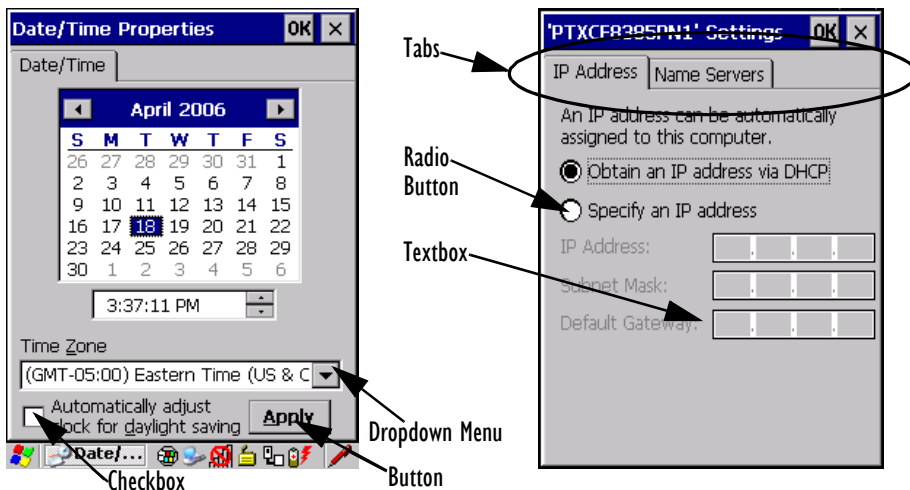 Date/Time Properties OK ×
Date/Time
April 2006
S M T W T F S
26 27 28 29 30 31 1
2 3 4 5 6 7 8
9 10 11 12 13 14 15
16 17 18 19 20 21 22
23 24 25 26 27 28 29
30 1 2 3 4 5 6
3:37:11 PM
Time Zone
(GMT-05:00) Eastern Time (US & C
Automatically adjust
clock for daylight saving
Apply
Date/...
Checkbox
Button
Dropdown Menu
Tabs
Radio
Button
Textbox
'PTXCF8385PN1' Settings OK ×
IP Address Name Servers
An IP address can be automatically
assigned to this computer.
Obtain an IP address via DHCP
Specify an IP address
IP Address:
Subnet Mask:
Default Gateway: